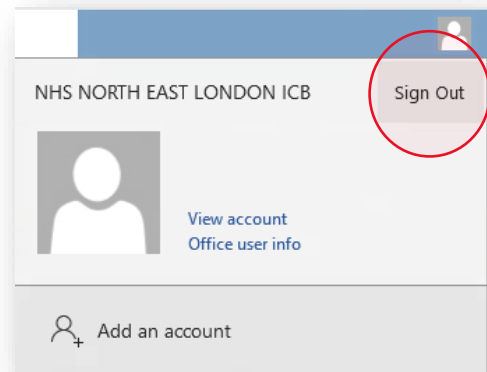 NHS NORTH EAST LONDON ICB Sign Out
View account
Office user info
Add an account